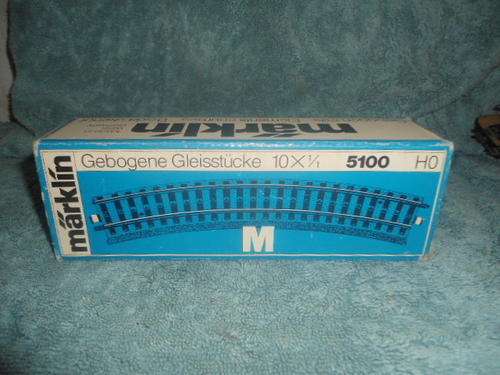 märklin
märklin
Gebogene Gleisstücke 10 × 1/1 5100 H0
M